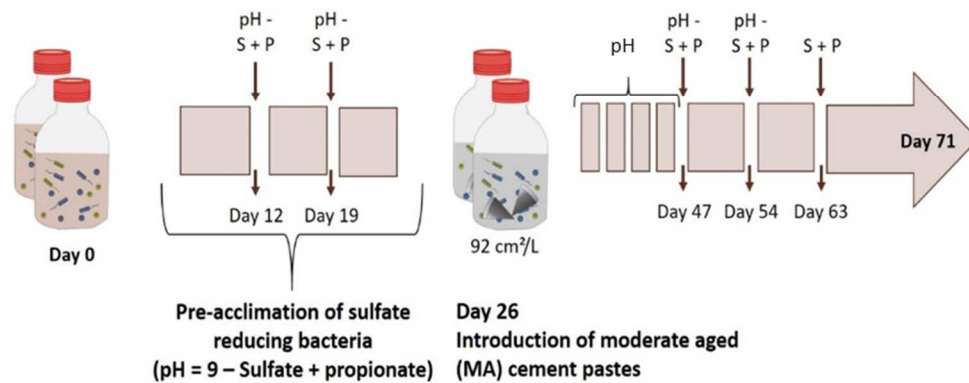 pH -
S + P
pH -
S + P
pH
pH -
S + P
pH -
S + P
S + P
Day 71
Day 12
Day 19
Day 47
Day 54
Day 63
Day 0
92 cm²/L
Pre-acclimation of sulfate
reducing bacteria
(pH = 9 – Sulfate + propionate)
Day 26
Introduction of moderate aged
(MA) cement pastes